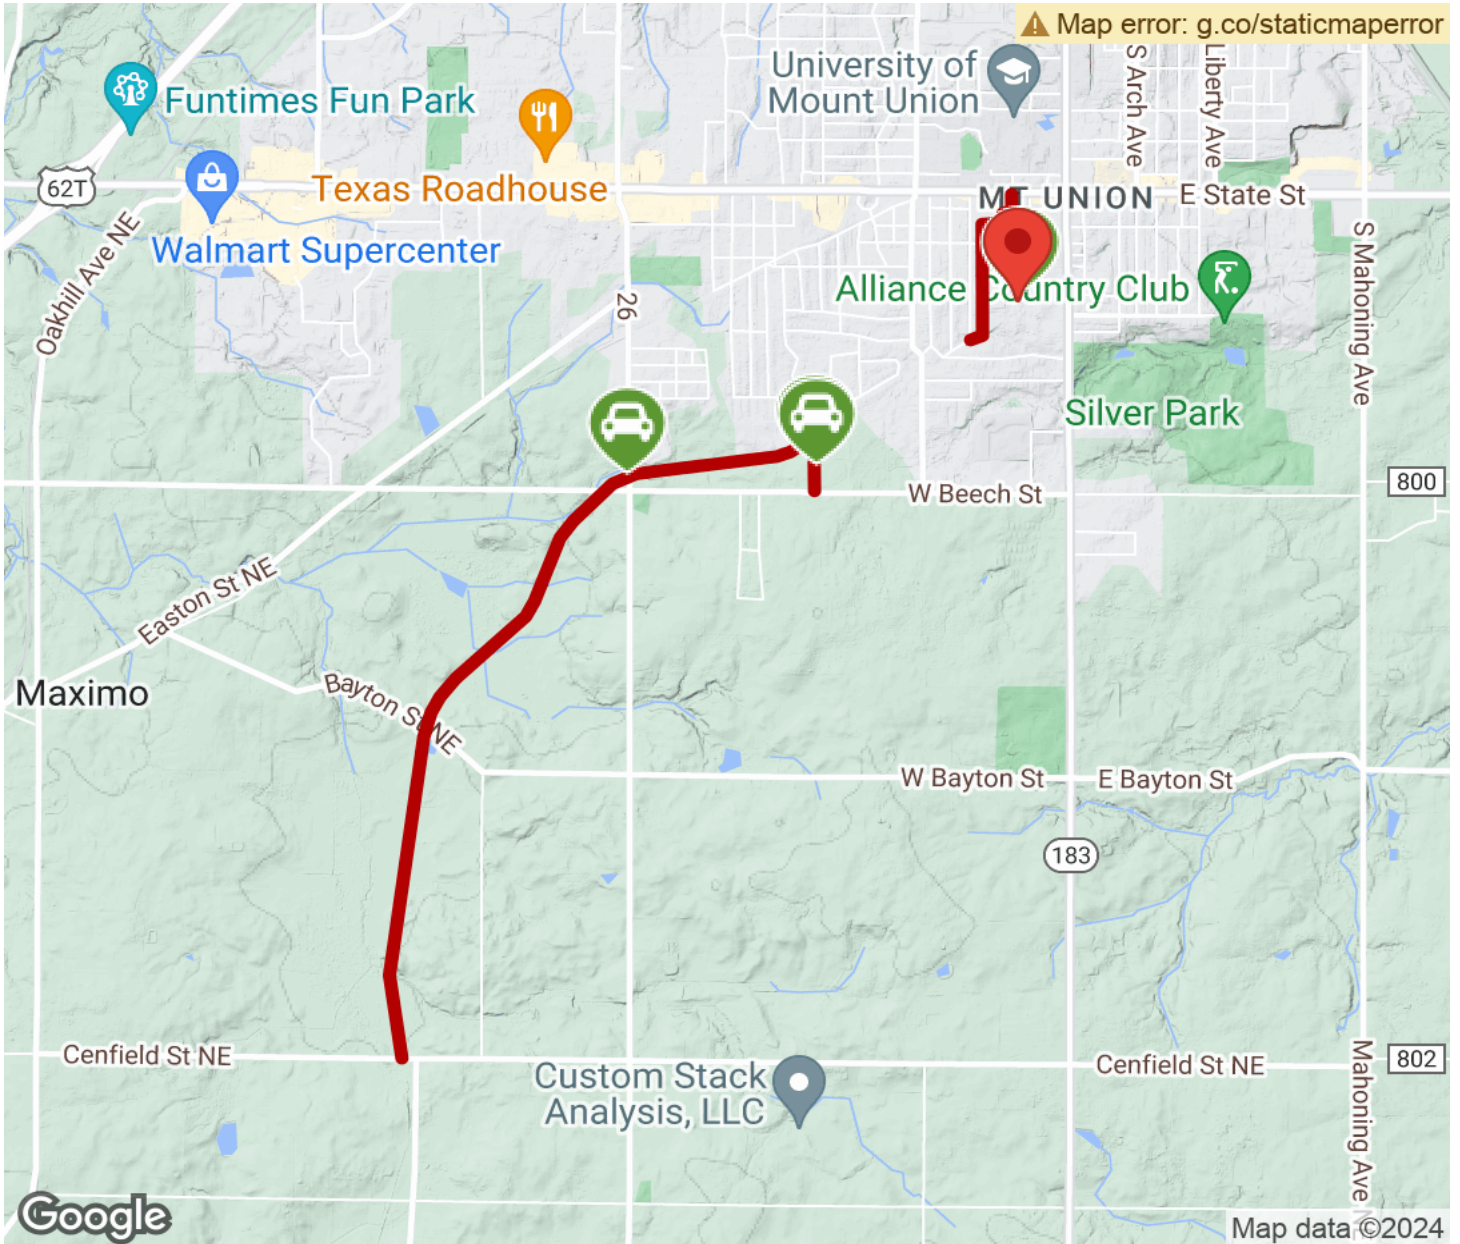 Map error: g.co/staticmaperror
University of
Mount Union
S Arch Ave
Liberty Ave
Funtimes Fun Park
62T
Texas Roadhouse
MT UNION
E State St
Walmart Supercenter
Oakhill Ave NE
S Mahoning Ave
Alliance Country Club
26
Silver Park
800
W Beech St
Easton St NE
Maximo
Bayton St NE
W Bayton St
E Bayton St
183
Cenfield St NE
Custom Stack
Analysis, LLC
Cenfield St NE
802
Mahoning Ave NE
Google
Map data ©2024